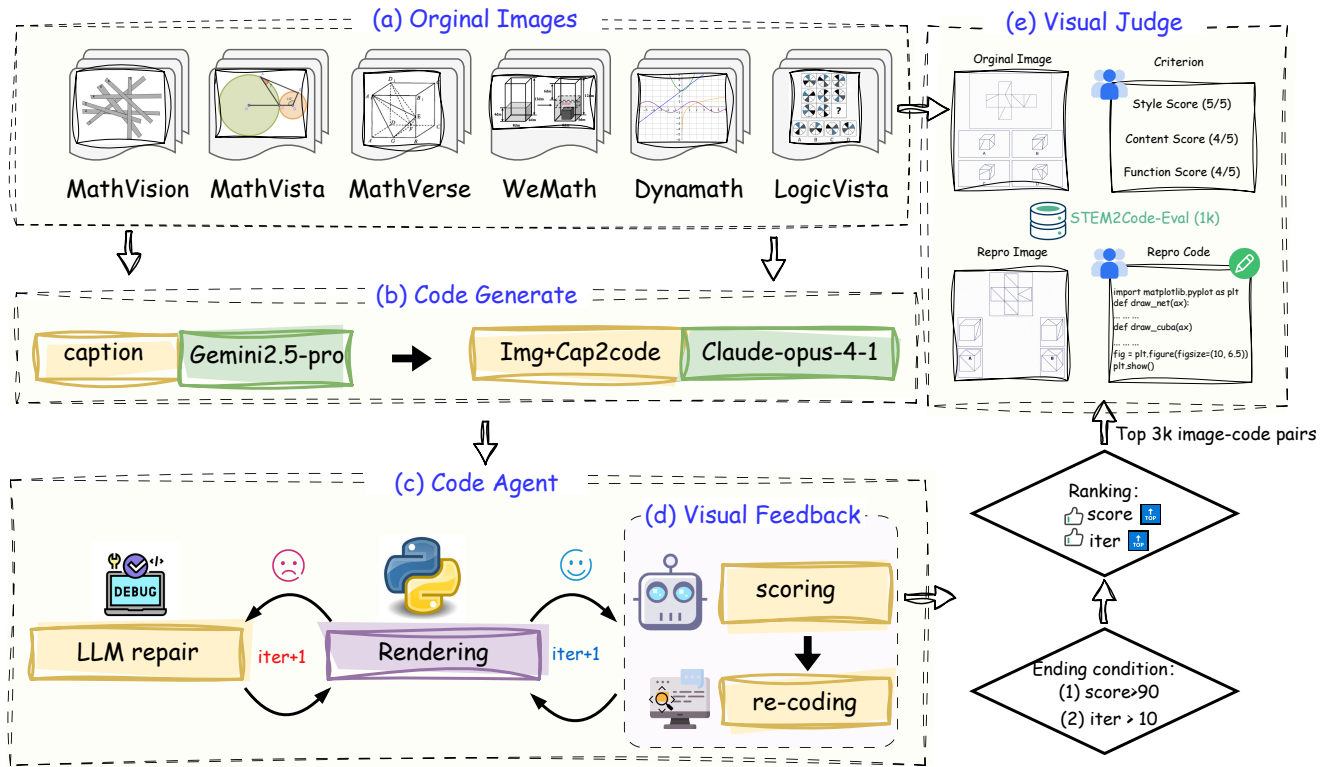 (a) Orginal Images
MathVision
MathVista
MathVerse
WeMath
Dynamath
LogicVista
(b) Code Generate
caption
Gemini2.5-pro
Img+Cap2code
Claude-opus-4-1
(c) Code Agent
DEBUG
LLM repair
iter+1
Rendering
iter+1
(d) Visual Feedback
scoring
re-coding
Ending condition:
(1) score>90
(2) iter > 10
Ranking:
score
TOP
iter
TOP
Top 3k image-code pairs
(e) Visual Judge
Orginal Image
Criterion
Style Score (5/5)
Content Score (4/5)
Function Score (4/5)
STEM2Code-Eval (1k)
Repro Image
Repro Code
import matplotlib.pyplot as plt
def draw_net(ax):
... ... ...
def draw_cuba(ax)
... ... ...
fig = plt.figure(figsize=(10, 6.5))
plt.show()